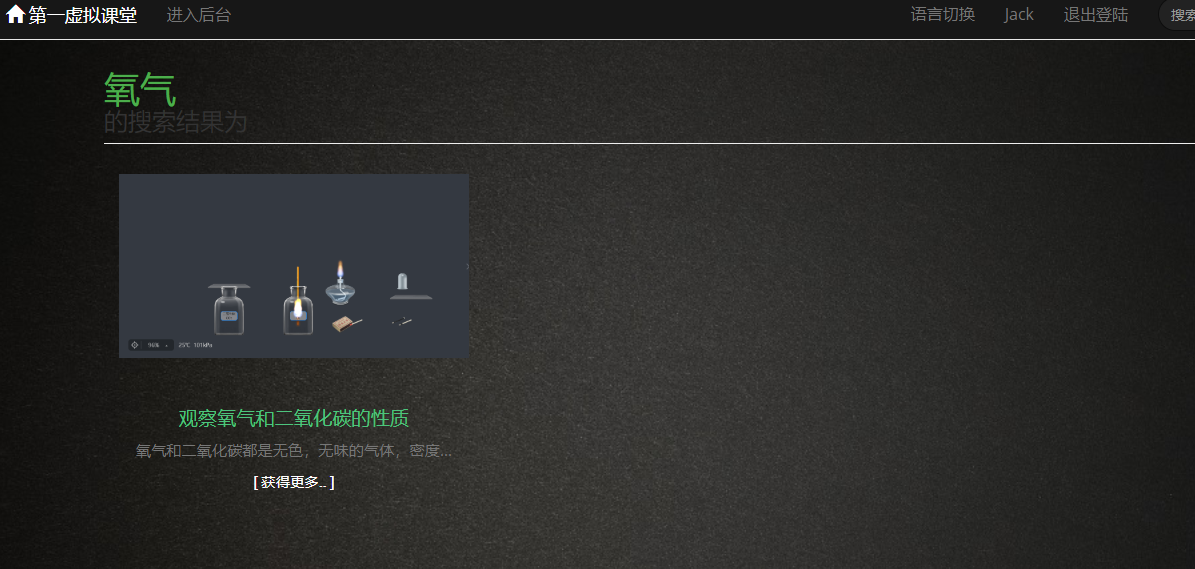 第一虚拟课堂 进入后台 语言切换 Jack 退出登陆 搜索
氧气
的搜索结果为
96% 25℃ 101kPa
观察氧气和二氧化碳的性质
氧气和二氧化碳都是无色，无味的气体，密度...
[ 获得更多.. ]